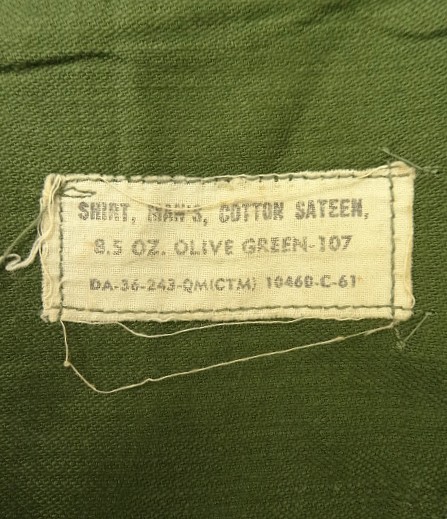 SHIRT, MAN'S, COTTON SATEEN,
8.5 OZ. OLIVE GREEN-107
DA-36-243-QM(CTM) 10460-C-61